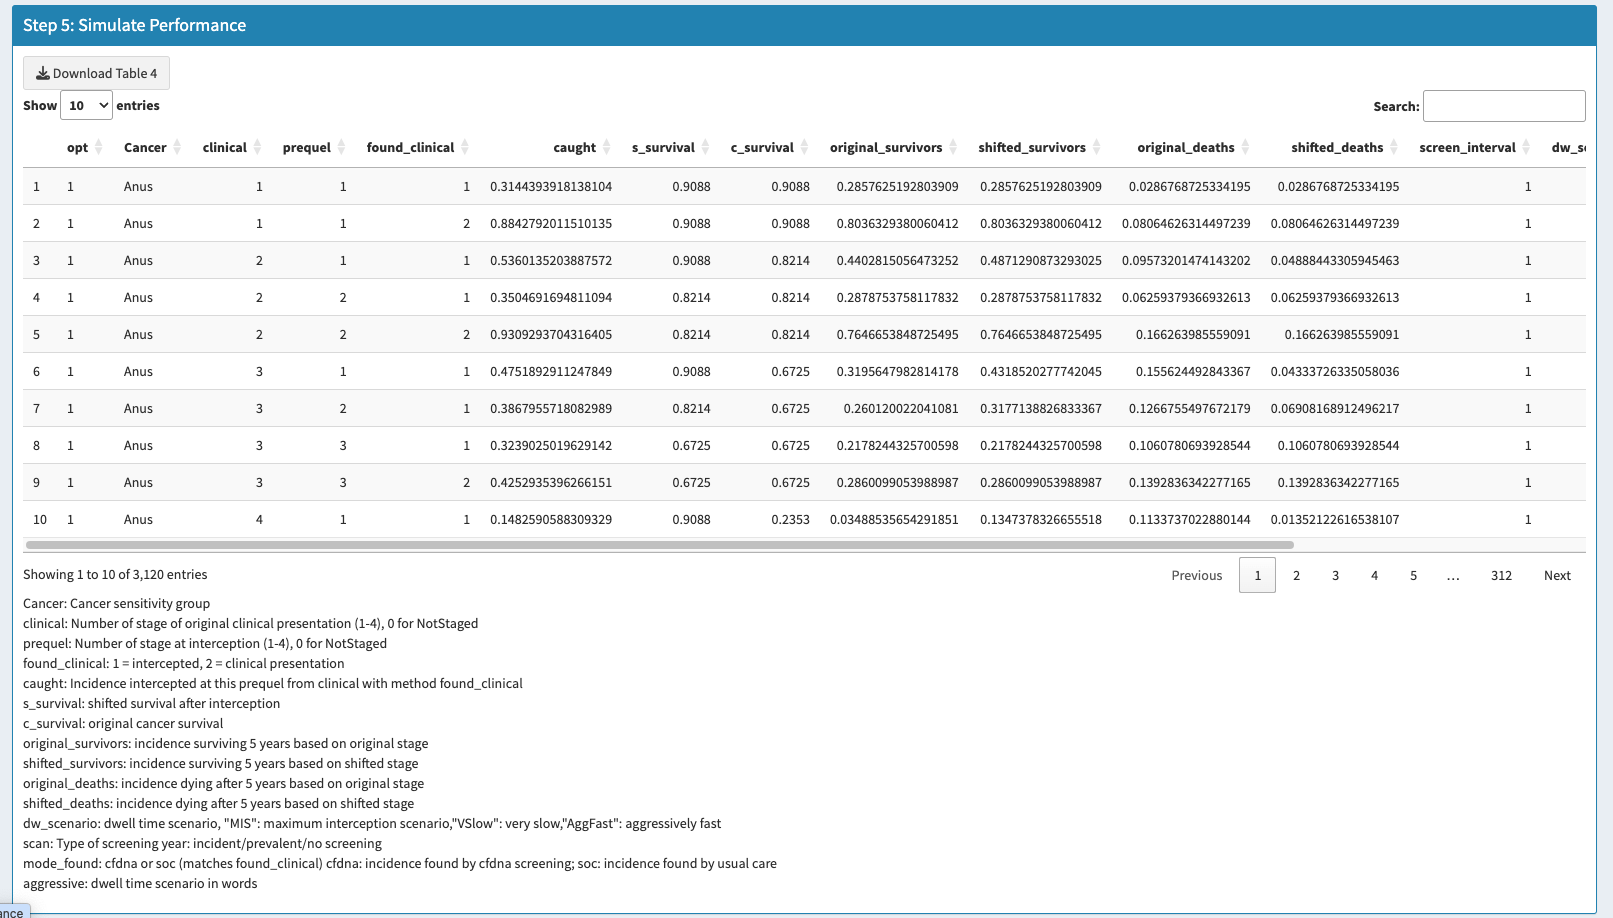 Step 5: Simulate Performance
Download Table 4
Show 10 entries
Search:
opt Cancer clinical prequel found_clinical caught s_survival c_survival original_survivors shifted_survivors original_deaths shifted_deaths screen_interval
1 1 Anus 1 1 1 0.3144393918138104 0.9088 0.9088 0.2857625192803909 0.2857625192803909 0.0286768725334195 0.0286768725334195 1
2 1 Anus 1 1 2 0.8842792011510135 0.9088 0.9088 0.8036329380060412 0.8036329380060412 0.08064626314497239 0.08064626314497239 1
3 1 Anus 2 1 1 0.5360135203887572 0.9088 0.8214 0.4402815056473252 0.4871290873293025 0.09573201474143202 0.04888443305945463 1
4 1 Anus 2 2 1 0.3504691694811094 0.8214 0.8214 0.2878753758117832 0.2878753758117832 0.06259379366932613 0.06259379366932613 1
5 1 Anus 2 2 2 0.9309293704316405 0.8214 0.8214 0.7646653848725495 0.7646653848725495 0.166263985559091 0.166263985559091 1
6 1 Anus 3 1 1 0.4751892911247849 0.9088 0.6725 0.3195647982814178 0.4318520277742045 0.155624492843367 0.04333726335058036 1
7 1 Anus 3 2 1 0.3867955718082989 0.8214 0.6725 0.260120022041081 0.3177138826833367 0.1266755497672179 0.06908168912496217 1
8 1 Anus 3 3 1 0.3239025019629142 0.6725 0.6725 0.2178244325700598 0.2178244325700598 0.1060780693928544 0.1060780693928544 1
9 1 Anus 3 3 2 0.4252935396266151 0.6725 0.6725 0.2860099053988987 0.2860099053988987 0.1392836342277165 0.1392836342277165 1
10 1 Anus 4 1 1 0.1482590588309329 0.9088 0.2353 0.03488535654291851 0.1347378326655518 0.1133737022880144 0.01352122616538107 1
Showing 1 to 10 of 3,120 entries
Previous 1 2 3 4 5 … 312 Next
Cancer: Cancer sensitivity group
clinical: Number of stage of original clinical presentation (1-4), 0 for NotStaged
prequel: Number of stage at interception (1-4), 0 for NotStaged
found_clinical: 1 = intercepted, 2 = clinical presentation
caught: Incidence intercepted at this prequel from clinical with method found_clinical
s_survival: shifted survival after interception
c_survival: original cancer survival
original_survivors: incidence surviving 5 years based on original stage
shifted_survivors: incidence surviving 5 years based on shifted stage
original_deaths: incidence dying after 5 years based on original stage
shifted_deaths: incidence dying after 5 years based on shifted stage
dw_scenario: dwell time scenario, "MIS": maximum interception scenario,"VSlow": very slow,"AggFast": aggressively fast
scan: Type of screening year: incident/prevalent/no screening
mode_found: cfdna or soc (matches found_clinical) cfdna: incidence found by cfdna screening; soc: incidence found by usual care
aggressive: dwell time scenario in words